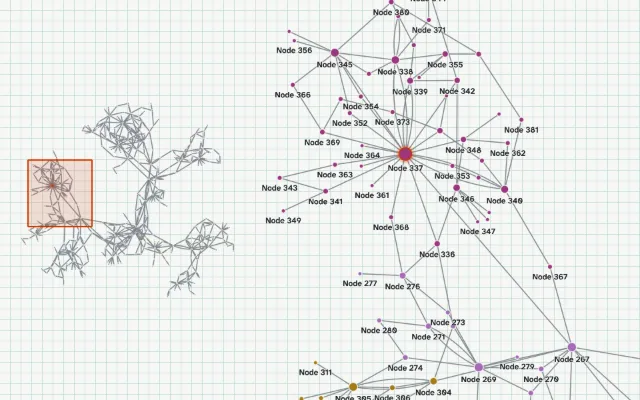 Node 360
Node 371
Node 356
Node 345
Node 338
Node 355
Node 366
Node 339
Node 342
Node 354
Node 352
Node 373
Node 381
Node 369
Node 348
Node 362
Node 364
Node 337
Node 363
Node 353
Node 343
Node 341
Node 361
Node 346
Node 340
Node 349
Node 368
Node 347
Node 336
Node 367
Node 277
Node 276
Node 280
Node 273
Node 271
Node 267
Node 311
Node 274
Node 279
Node 269
Node 270
Node 304
Node 305
Node 306